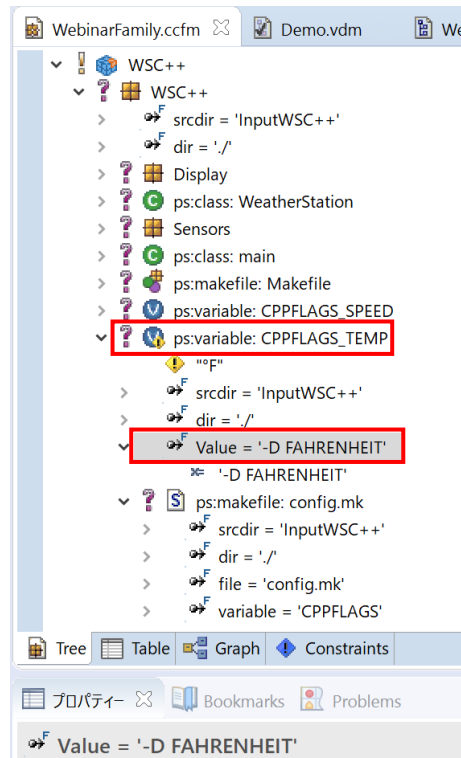 WebinarFamily.ccfm Demo.vdm We
WSC++
WSC++
srcdir = 'InputWSC++'
dir = './'
Display
ps:class: WeatherStation
Sensors
ps:class: main
ps:makefile: Makefile
ps:variable: CPPFLAGS_SPEED
ps:variable: CPPFLAGS_TEMP
"°F"
srcdir = 'InputWSC++'
dir = './'
Value = '-D FAHRENHEIT'
'-D FAHRENHEIT'
ps:makefile: config.mk
srcdir = 'InputWSC++'
dir = './'
file = 'config.mk'
variable = 'CPPFLAGS'
Tree Table Graph Constraints
プロパティー Bookmarks Problems
Value = '-D FAHRENHEIT'